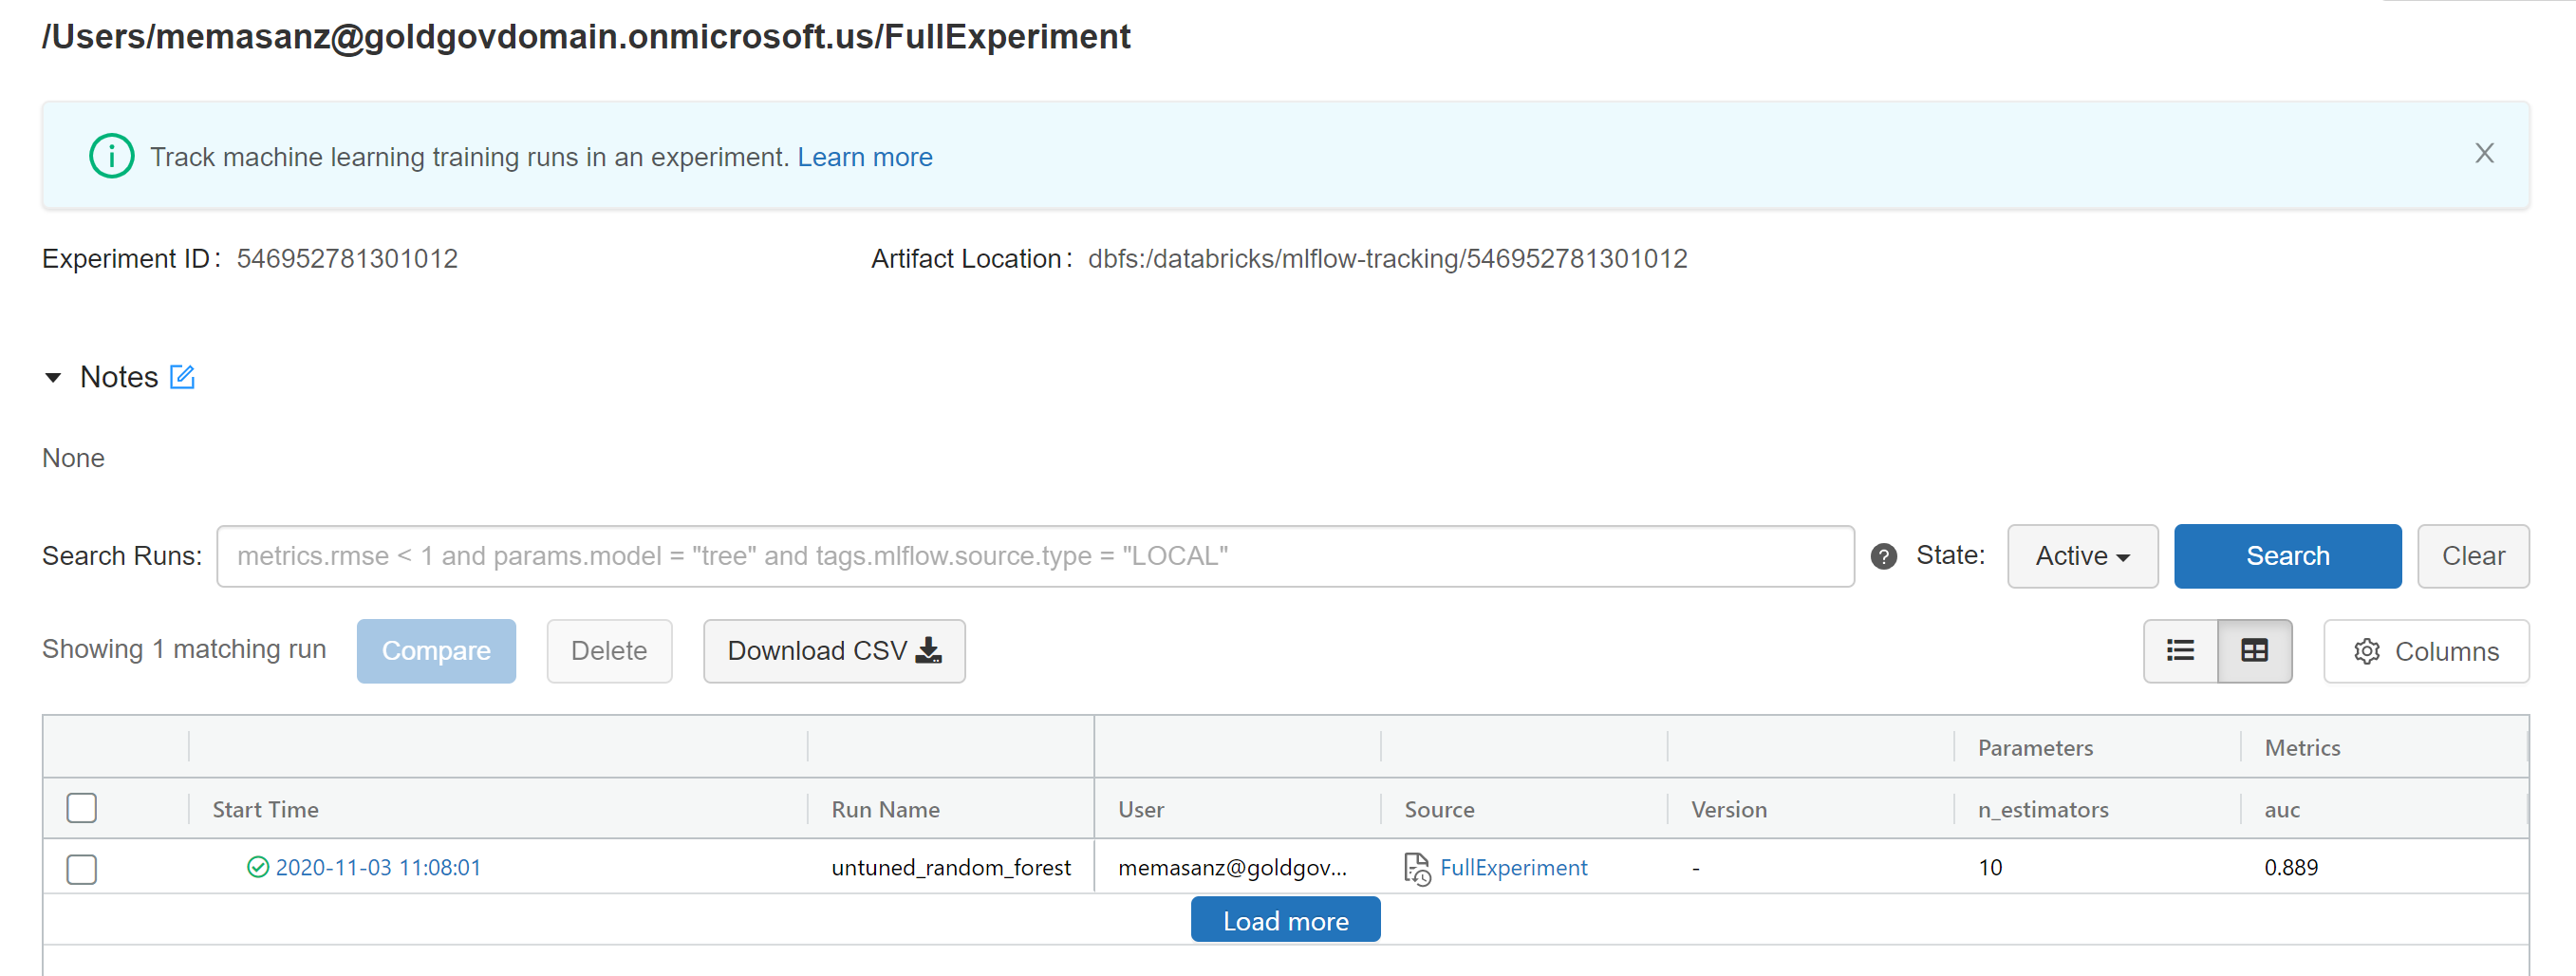 /Users/memasanz@goldgovdomain.onmicrosoft.us/FullExperiment
Track machine learning training runs in an experiment. Learn more
Experiment ID: 546952781301012 Artifact Location: dbfs:/databricks/mlflow-tracking/546952781301012
Notes
None
Search Runs: metrics.rmse < 1 and params.model = "tree" and tags.mlflow.source.type = "LOCAL" ? State: Active Search Clear
Showing 1 matching run Compare Delete Download CSV Columns
Parameters Metrics
Start Time Run Name User Source Version n_estimators auc
2020-11-03 11:08:01 untuned_random_forest memasanz@goldgov... FullExperiment - 10 0.889
Load more